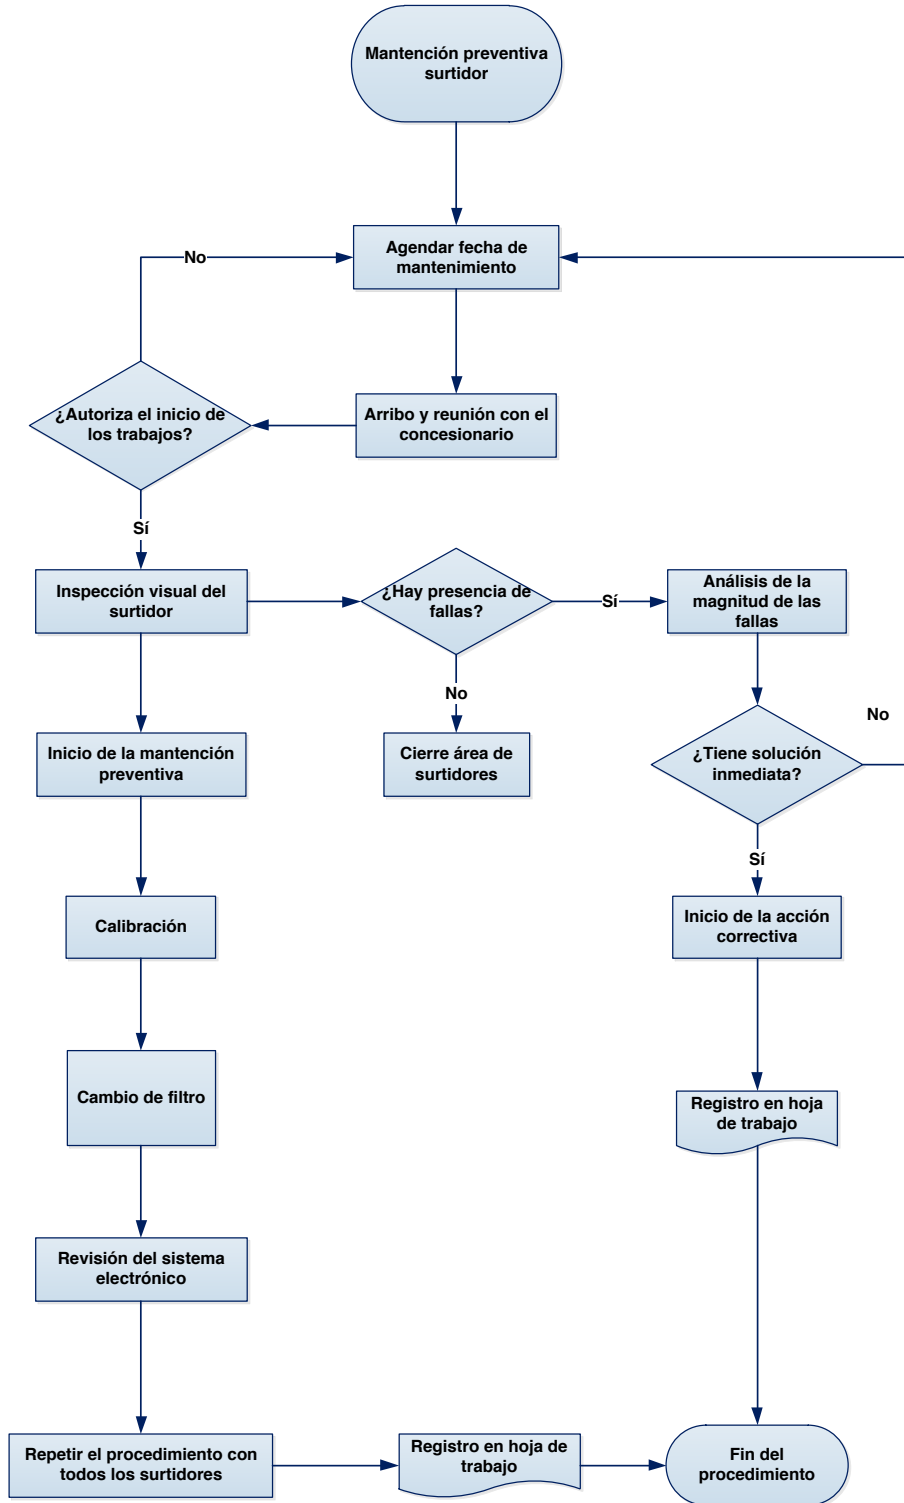 Mantención preventiva
surtidor
Agendar fecha de
mantenimiento
No
¿Autoriza el inicio de
los trabajos?
Arribo y reunión con el
concesionario
Sí
Inspección visual del
surtidor
¿Hay presencia de
fallas?
Sí
Análisis de la
magnitud de las
fallas
No
Cierre área de
surtidores
No
¿Tiene solución
inmediata?
Inicio de la mantención
preventiva
Sí
Calibración
Inicio de la acción
correctiva
Cambio de filtro
Registro en hoja
de trabajo
Revisión del sistema
electrónico
Repetir el procedimiento con
todos los surtidores
Registro en hoja de
trabajo
Fin del
procedimiento